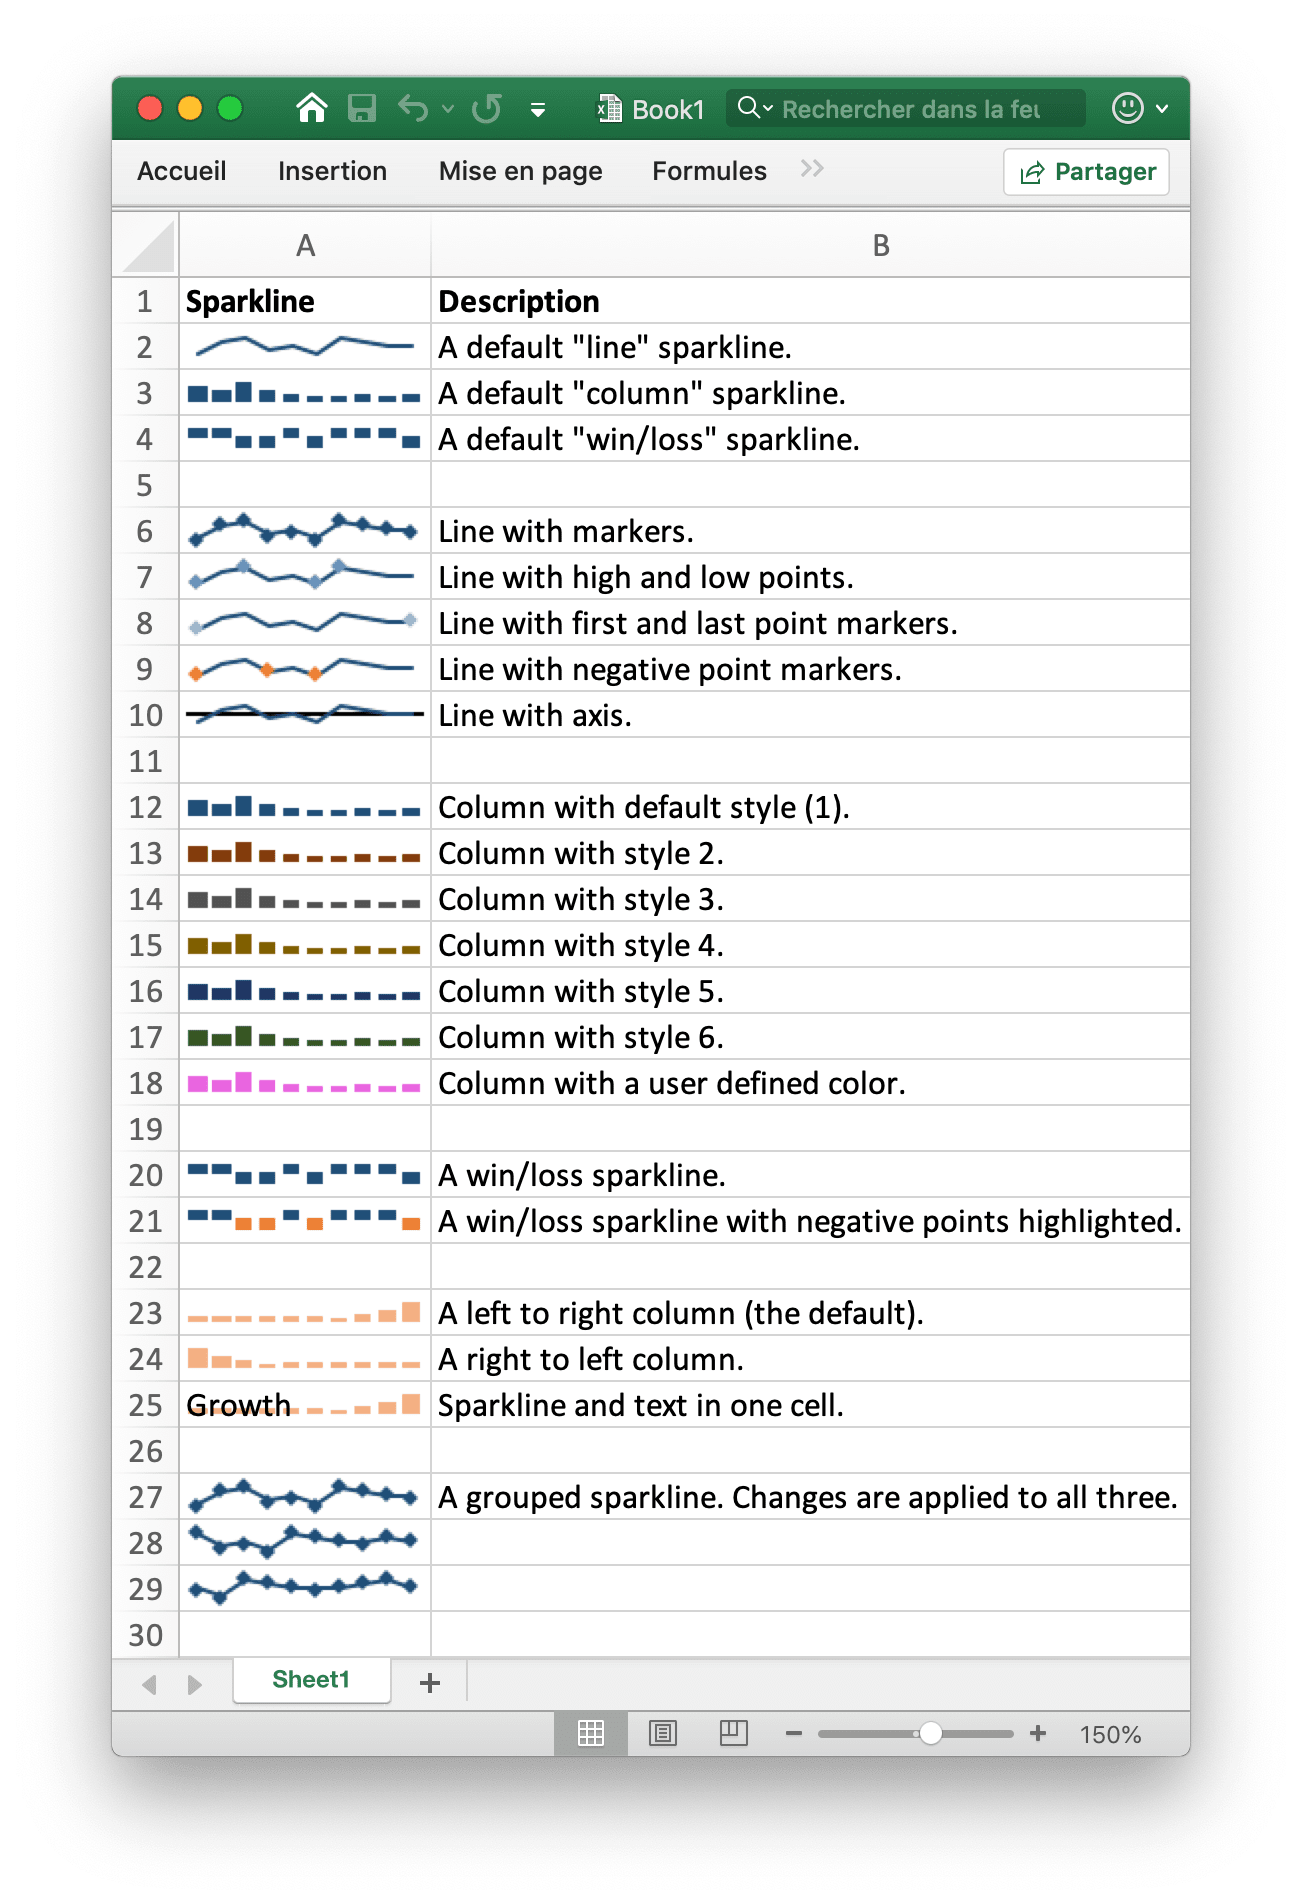 Book1
Rechercher dans la feu
Accueil Insertion Mise en page Formules Partager
A B
1 Sparkline Description
2 A default "line" sparkline.
3 A default "column" sparkline.
4 A default "win/loss" sparkline.
5
6 Line with markers.
7 Line with high and low points.
8 Line with first and last point markers.
9 Line with negative point markers.
10 Line with axis.
11
12 Column with default style (1).
13 Column with style 2.
14 Column with style 3.
15 Column with style 4.
16 Column with style 5.
17 Column with style 6.
18 Column with a user defined color.
19
20 A win/loss sparkline.
21 A win/loss sparkline with negative points highlighted.
22
23 A left to right column (the default).
24 A right to left column.
25 Growth Sparkline and text in one cell.
26
27 A grouped sparkline. Changes are applied to all three.
28
29
30
Sheet1
150%